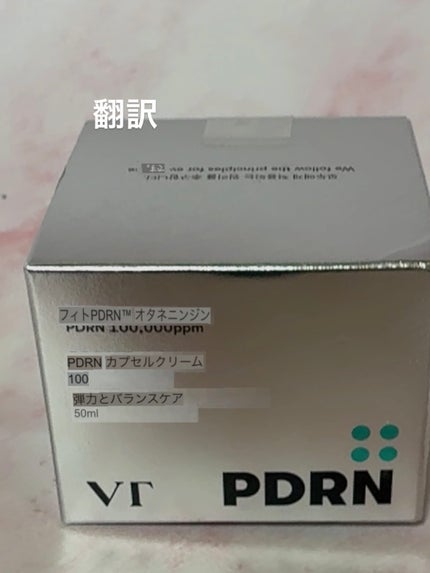 翻訳
We follow the principles for ev
フィトPDRN™ オタネニンジン
PDRN 100,000ppm
PDRN カプセルクリーム
100
弾力とバランスケア
50ml
VT PDRN